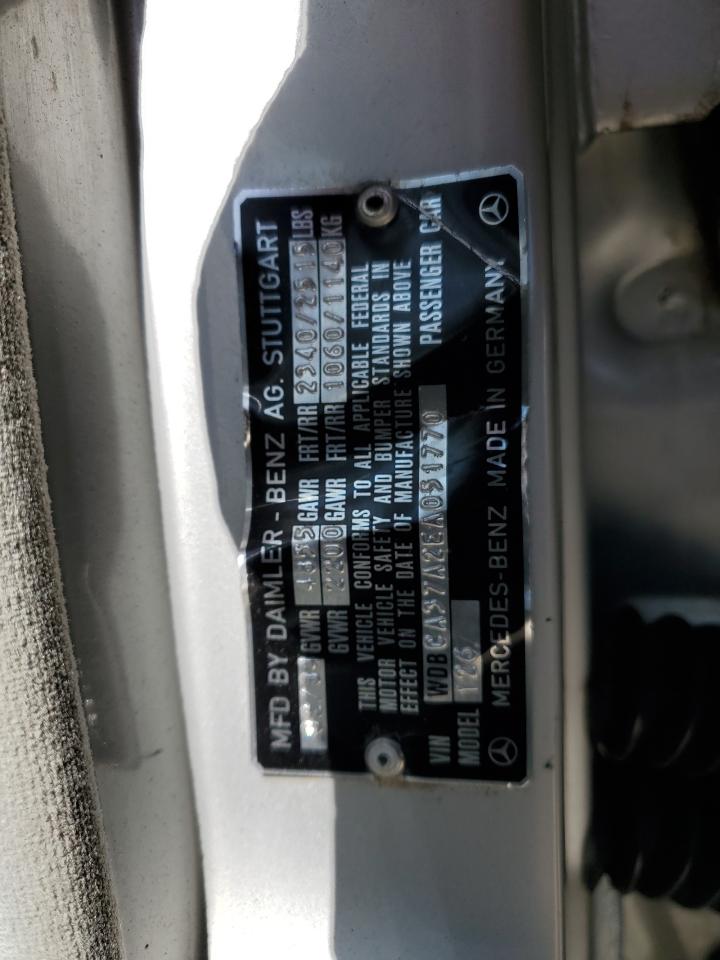 MFD BY DAIMLER - BENZ AG. STUTTGART
GVWR GAWR FRT/RR 2340/2515 LBS
GVWR 2200 GAWR FRT/RR 1060/1140 KG
THIS VEHICLE CONFORMS TO ALL APPLICABLE FEDERAL
MOTOR VEHICLE SAFETY AND BUMPER STANDARDS IN
EFFECT ON THE DATE OF MANUFACTURE SHOWN ABOVE
VIN PASSENGER CAR
MODEL 126
MERCEDES-BENZ MADE IN GERMANY